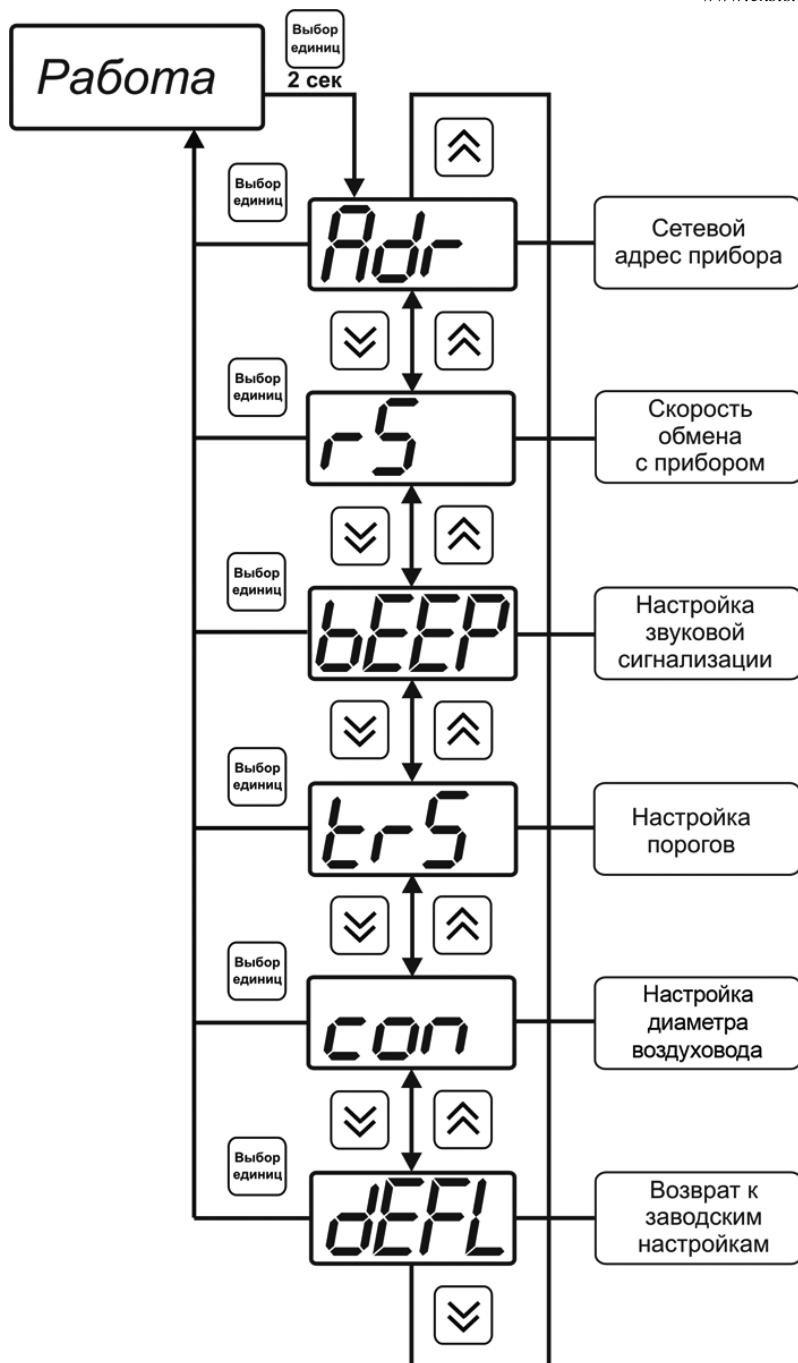 Выбор
единиц
2 сек
Работа
Выбор
единиц
Adr
Сетевой
адрес прибора
Выбор
единиц
rS
Скорость
обмена
с прибором
Выбор
единиц
bEEP
Настройка
звуковой
сигнализации
Выбор
единиц
trS
Настройка
порогов
Выбор
единиц
con
Настройка
диаметра
воздуховода
Выбор
единиц
dEFL
Возврат к
заводским
настройкам